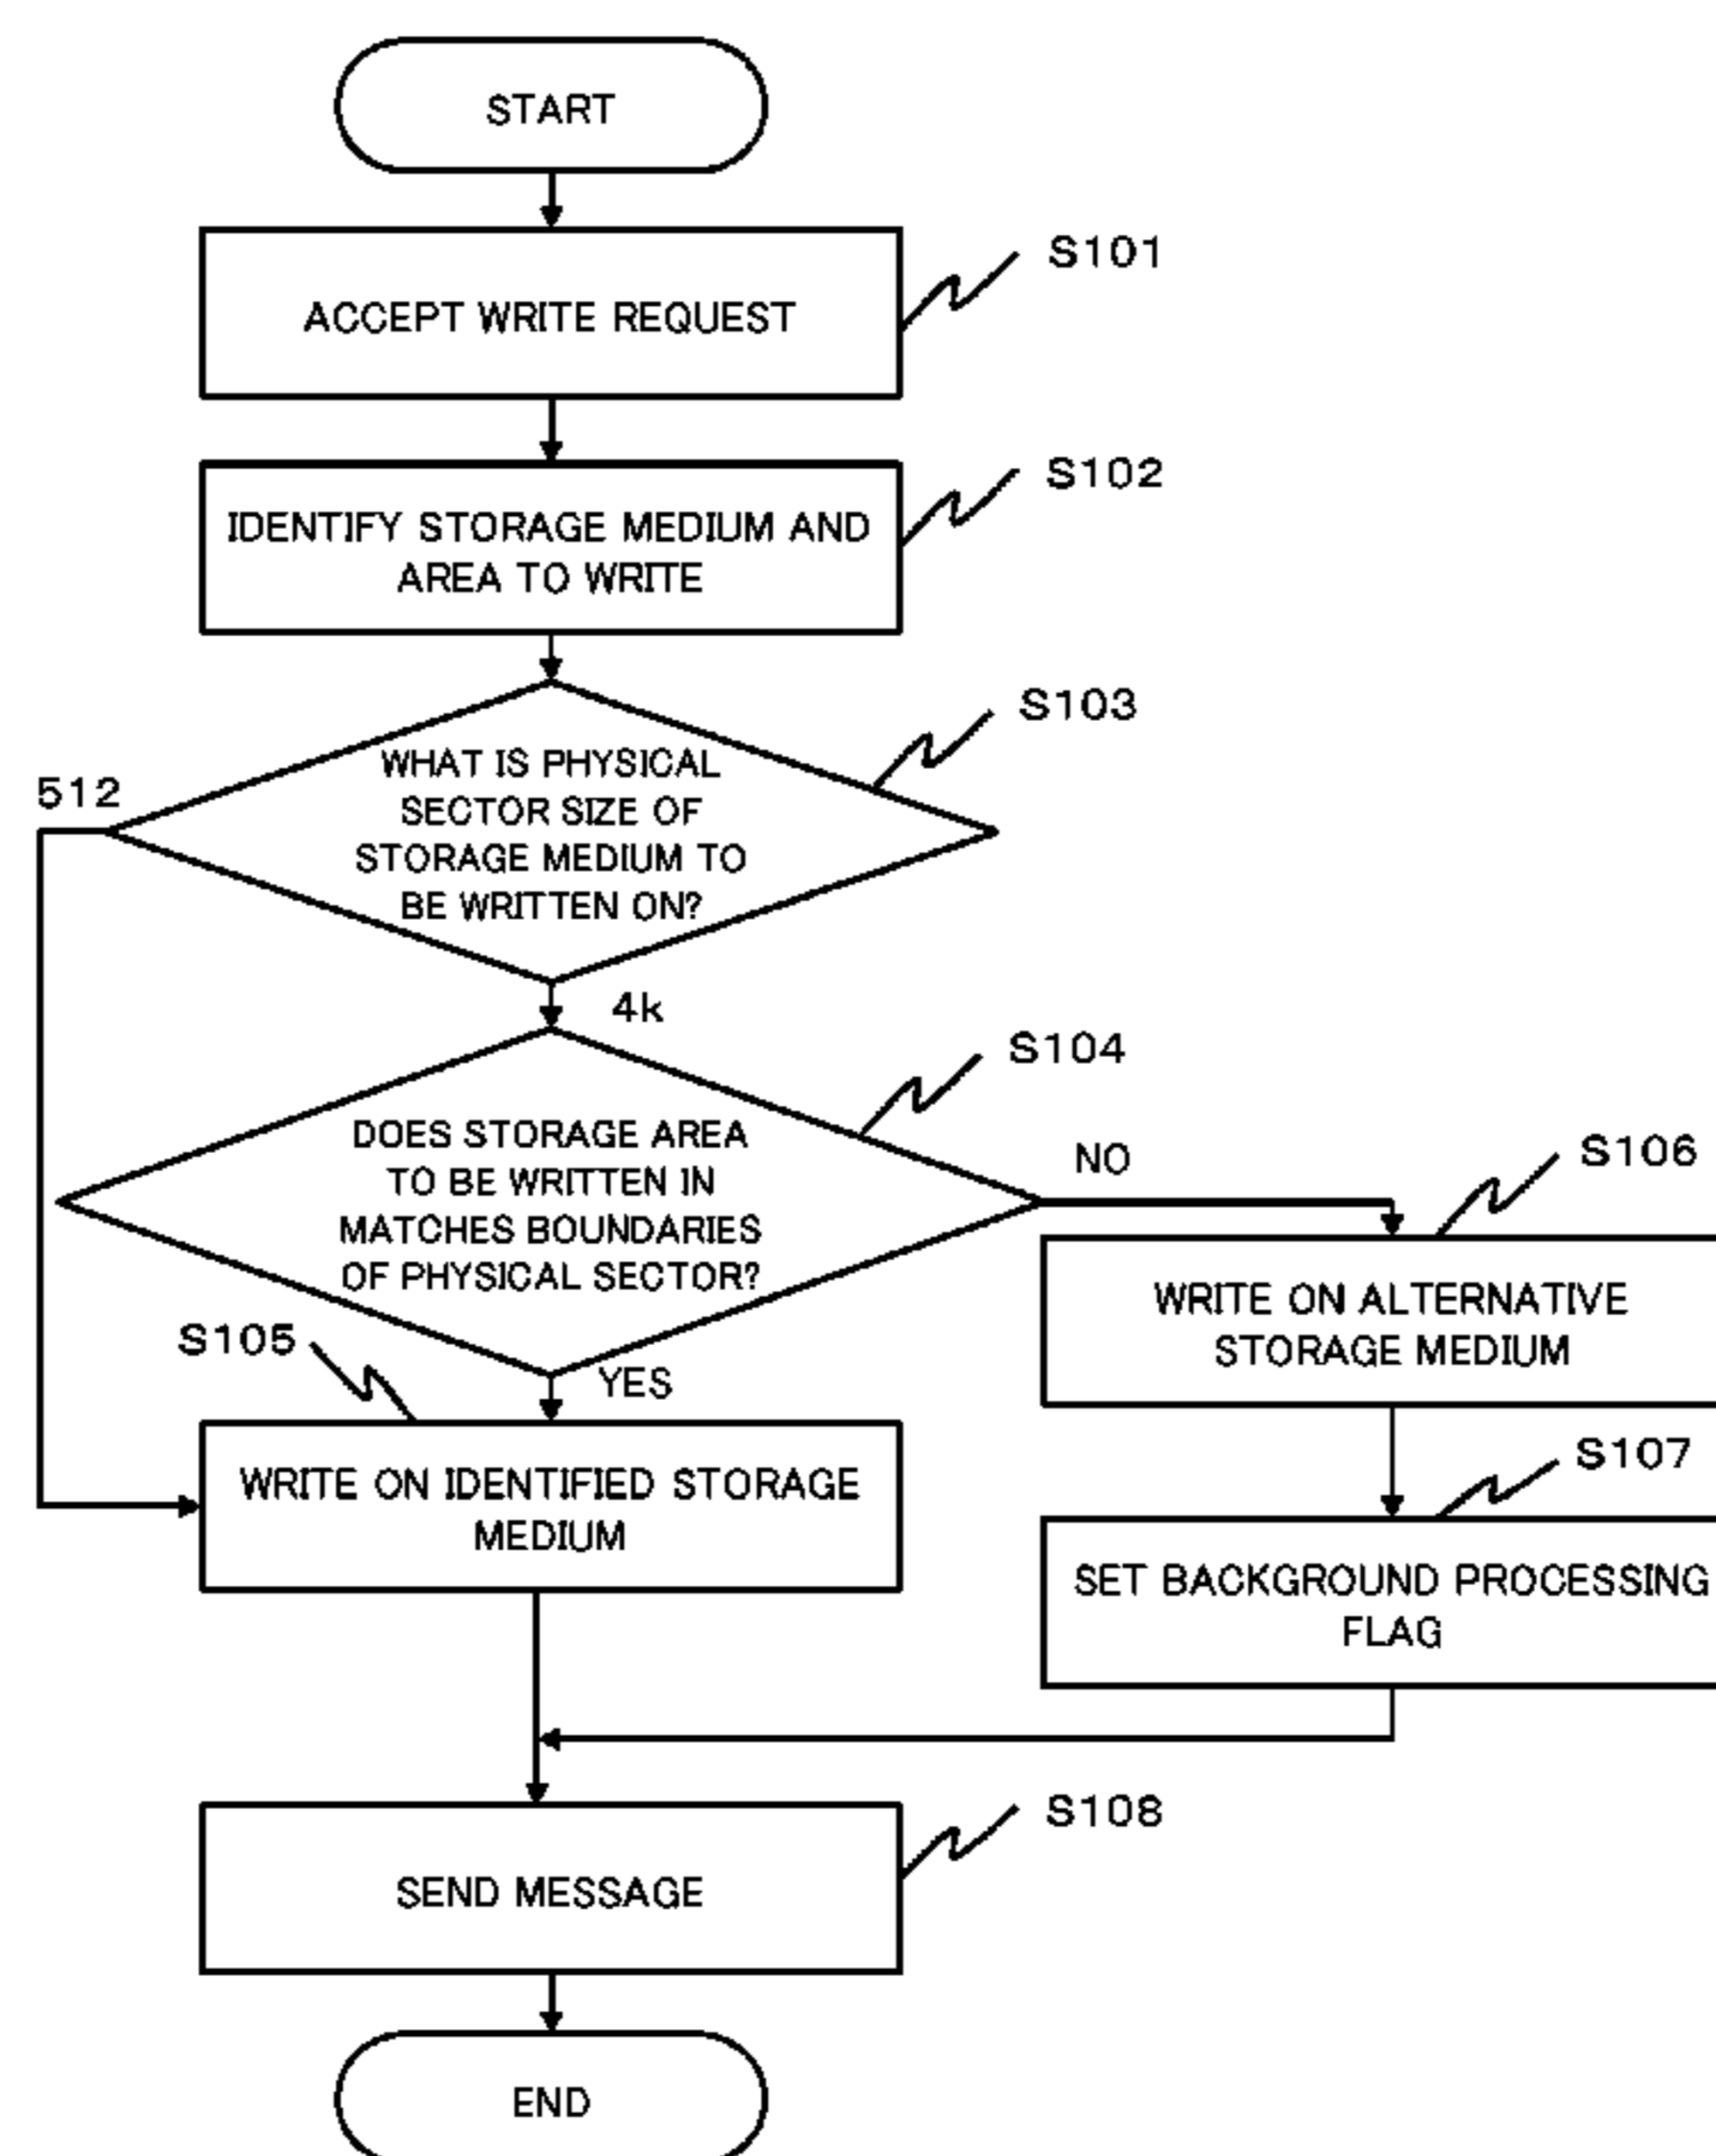 START
S101
ACCEPT WRITE REQUEST
S102
IDENTIFY STORAGE MEDIUM AND
AREA TO WRITE
S103
WHAT IS PHYSICAL
SECTOR SIZE OF
STORAGE MEDIUM TO
BE WRITTEN ON?
512
4k
S104
DOES STORAGE AREA
TO BE WRITTEN IN
MATCHES BOUNDARIES
OF PHYSICAL SECTOR?
NO
S106
WRITE ON ALTERNATIVE
STORAGE MEDIUM
S105
YES
WRITE ON IDENTIFIED STORAGE
MEDIUM
S107
SET BACKGROUND PROCESSING
FLAG
S108
SEND MESSAGE
END